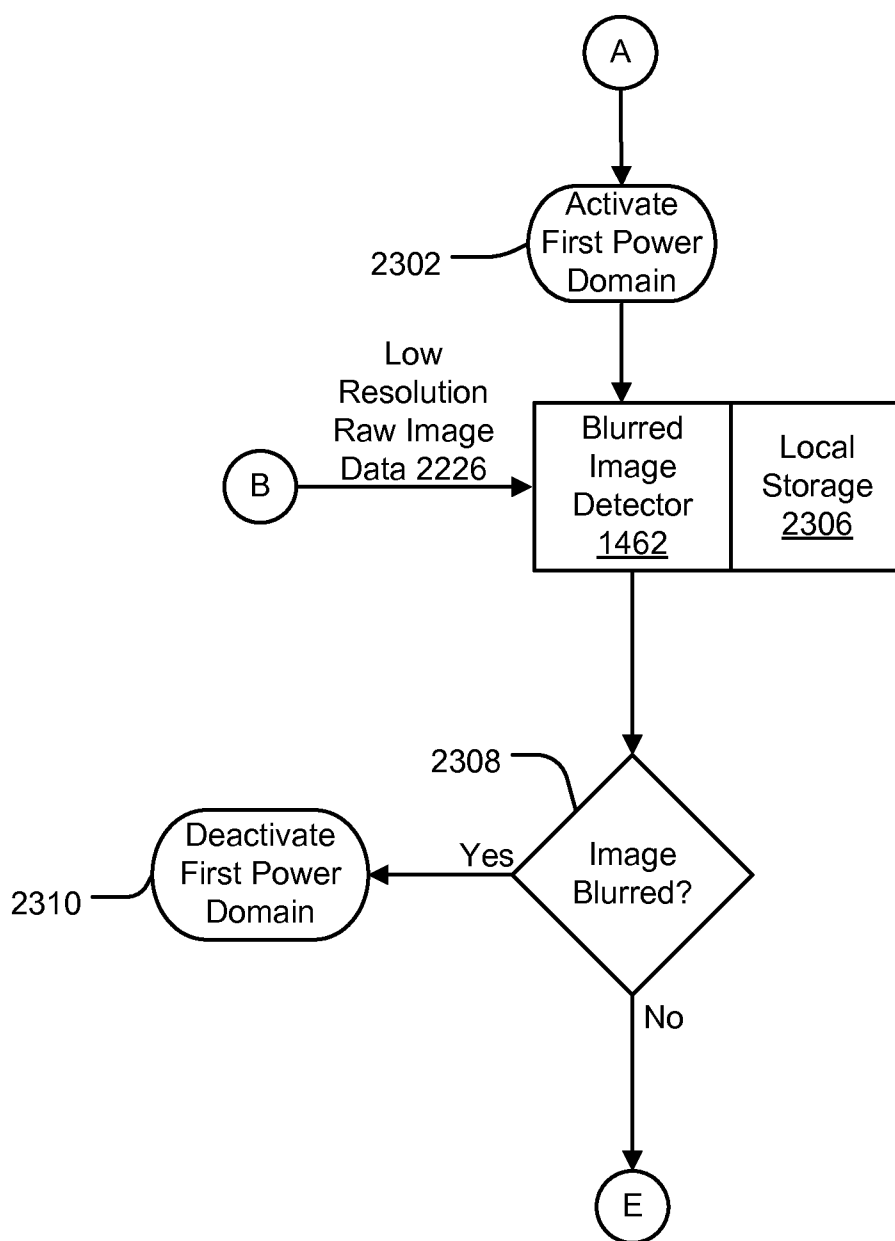 A
Activate
First Power
Domain
2302
Low
Resolution
Raw Image
Data 2226
B
Blurred
Image
Detector
1462
Local
Storage
2306
2308
Image
Blurred?
Yes
Deactivate
First Power
Domain
2310
No
E